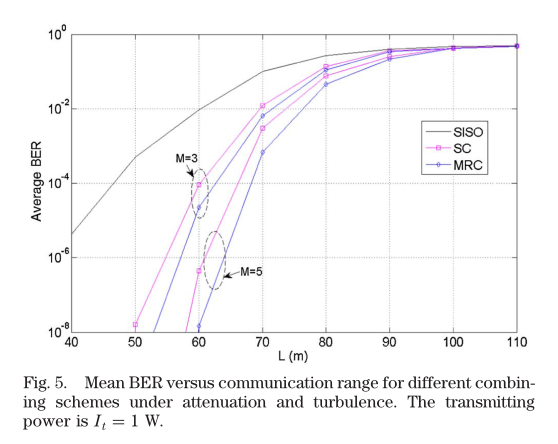 10^0
10^-2
10^-4
10^-6
10^-8
Average BER
M=3
M=5
SISO
SC
MRC
40 50 60 70 80 90 100 110
L (m)
Fig. 5. Mean BER versus communication range for different combin-
ing schemes under attenuation and turbulence. The transmitting
power is I_t = 1 W.